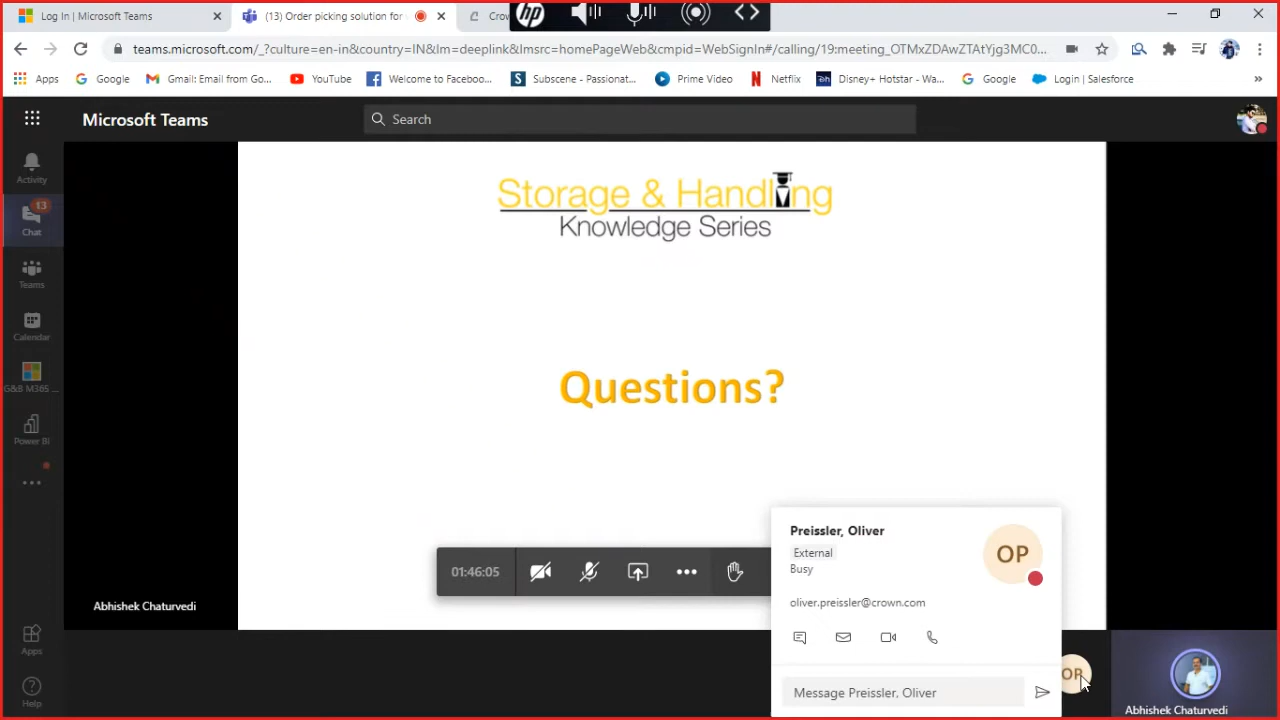 Log In | Microsoft Teams
(13) Order picking solution for
Crow
hp
teams.microsoft.com/_?culture=en-in&country=IN&lm=deeplink&lmsrc=homePageWeb&cmpid=WebSignIn#/calling/19:meeting_OTMxZDAwZTAtYjg3MC0...
Apps
Google
Gmail: Email from Go...
YouTube
Welcome to Faceboo...
Subscene - Passionat...
Prime Video
Netflix
Disney+ Hotstar - Wa...
Google
Login | Salesforce
Microsoft Teams
Search
Activity
13
Chat
Teams
Calendar
G&B M365 ...
Power BI
Apps
Help
Storage & Handling
Knowledge Series
Questions?
01:46:05
Abhishek Chaturvedi
Preissler, Oliver
External
Busy
OP
oliver.preissler@crown.com
Message Preissler, Oliver
OP
Abhishek Chaturvedi